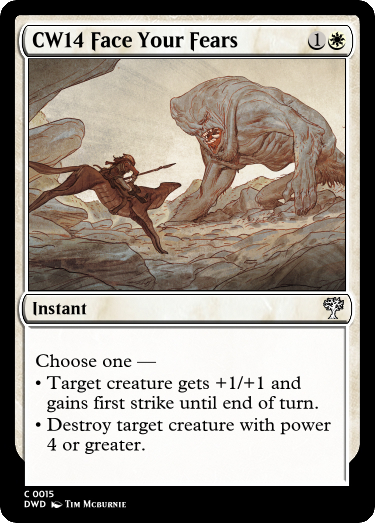 CW14 Face Your Fears 1
Instant
Choose one —
• Target creature gets +1/+1 and
gains first strike until end of turn.
• Destroy target creature with power
4 or greater.
C 0015
DWD Tim McBurnie